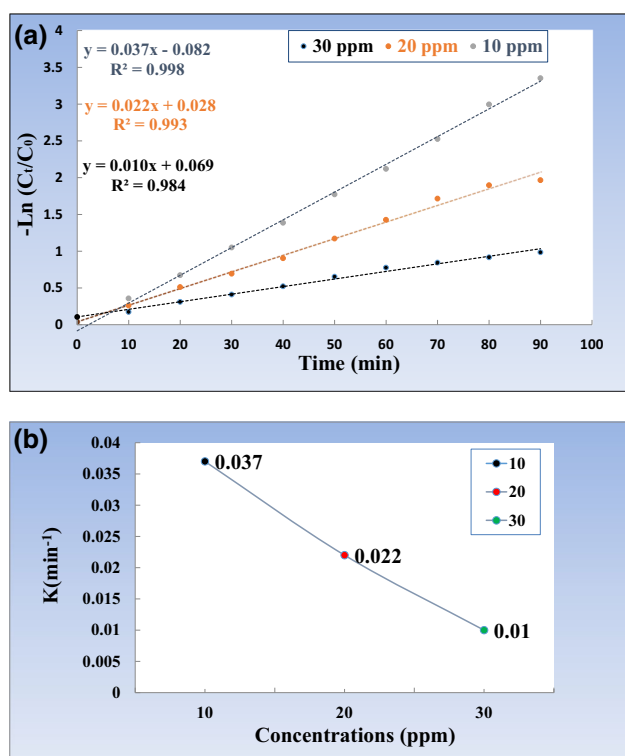 (a)
4
3.5
3
2.5
2
1.5
1
0.5
0
-Ln (Cₜ/C₀)
y = 0.037x - 0.082
R² = 0.998
y = 0.022x + 0.028
R² = 0.993
y = 0.010x + 0.069
R² = 0.984
30 ppm 20 ppm 10 ppm
0 10 20 30 40 50 60 70 80 90 100
Time (min)
(b)
0.04
0.035
0.03
0.025
0.02
0.015
0.01
0.005
0
K(min⁻¹)
0.037
0.022
0.01
10
20
30
10 20 30
Concentrations (ppm)